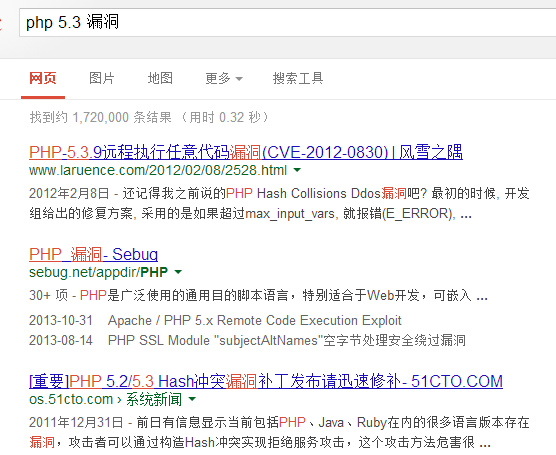 php 5.3 漏洞
网页 图片 地图 更多 搜索工具
找到约 1,720,000 条结果 （用时 0.32 秒）
PHP-5.3.9远程执行任意代码漏洞(CVE-2012-0830) | 风雪之隅
www.laruence.com/2012/02/08/2528.html
2012年2月8日 - 还记得我之前说的PHP Hash Collisions Ddos漏洞吧? 最初的时候, 开发
组给出的修复方案, 采用的是如果超过max_input_vars, 就报错(E_ERROR), ...
PHP_漏洞- Sebug
sebug.net/appdir/PHP
30+ 项 - PHP是广泛使用的通用目的脚本语言，特别适合于Web开发，可嵌入 ...
2013-10-31 Apache / PHP 5.x Remote Code Execution Exploit
2013-08-14 PHP SSL Module "subjectAltNames"空字节处理安全绕过漏洞
[重要]PHP 5.2/5.3 Hash冲突漏洞补丁发布请迅速修补- 51CTO.COM
os.51cto.com › 系统新闻
2011年12月31日 - 前日有信息显示当前包括PHP、Java、Ruby在内的很多语言版本存在
漏洞，攻击者可以通过构造Hash冲突实现拒绝服务攻击，这个攻击方法危害很 ...